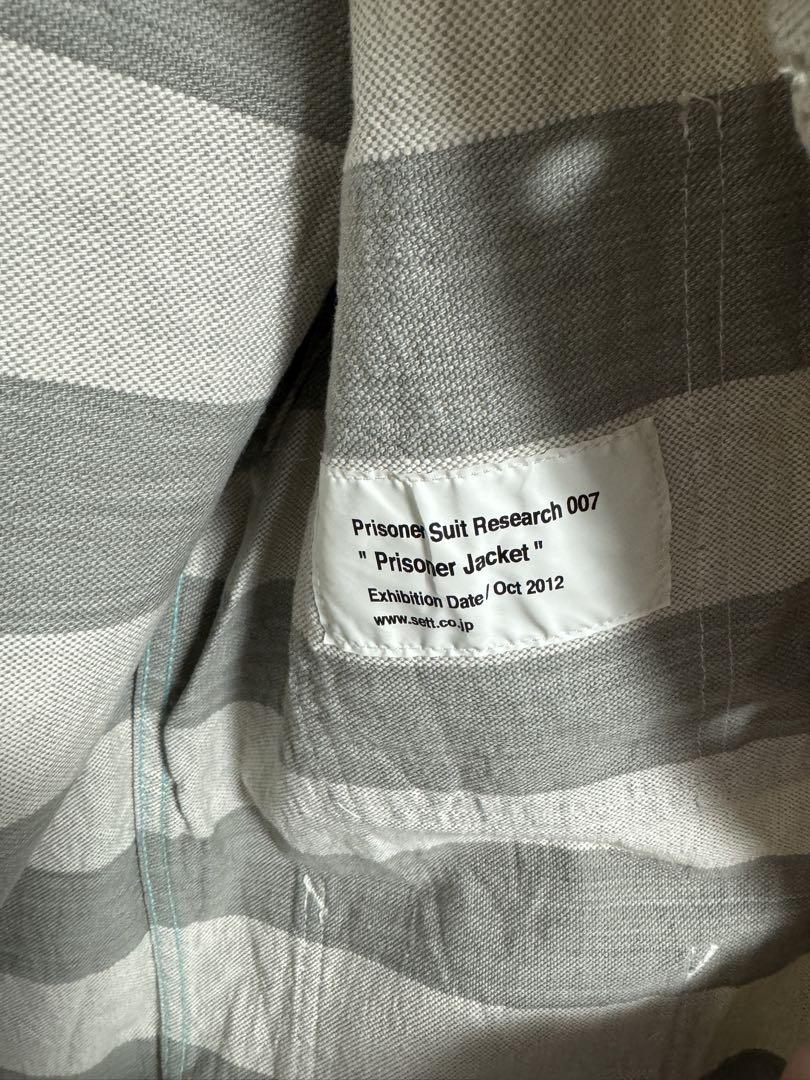 Prisoner Suit Research 007
" Prisoner Jacket "
Exhibition Date/ Oct 2012
www.sett.co.jp